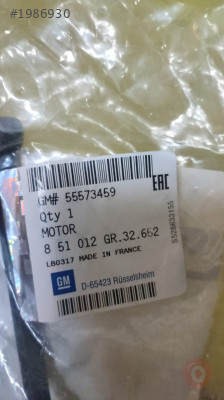 #1986930
GM# 55573459
EAC
Qty 1
MOTOR
8 51 012 GR.32.662
LB0317 MADE IN FRANCE
GM
D-65423 Rüsselsheim